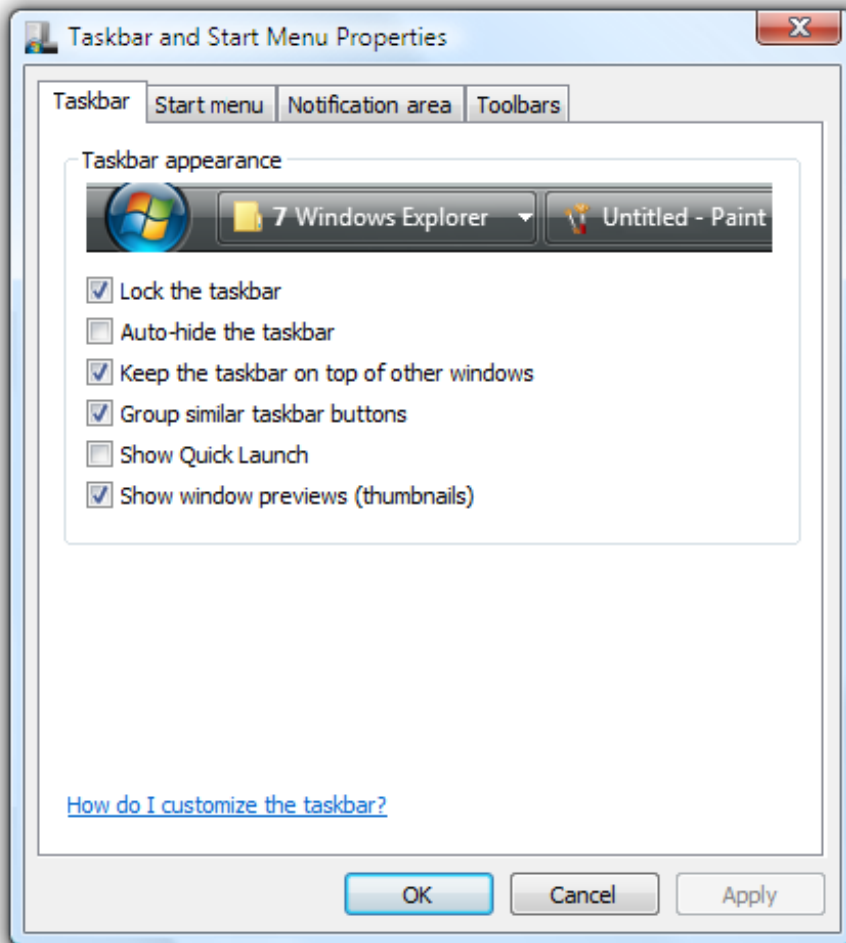 Taskbar and Start Menu Properties
Taskbar Start menu Notification area Toolbars
Taskbar appearance
7 Windows Explorer Untitled - Paint
Lock the taskbar
Auto-hide the taskbar
Keep the taskbar on top of other windows
Group similar taskbar buttons
Show Quick Launch
Show window previews (thumbnails)
How do I customize the taskbar?
OK Cancel Apply